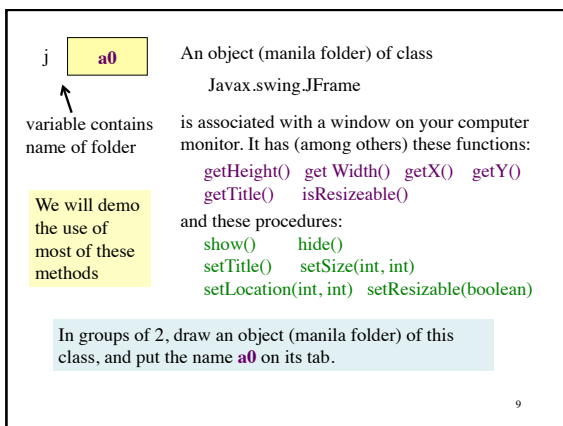 j a0
variable contains
name of folder
We will demo
the use of
most of these
methods
An object (manila folder) of class
Javax.swing.JFrame
is associated with a window on your computer
monitor. It has (among others) these functions:
getHeight() get Width() getX() getY()
getTitle() isResizeable()
and these procedures:
show() hide()
setTitle() setSize(int, int)
setLocation(int, int) setResizable(boolean)
In groups of 2, draw an object (manila folder) of this
class, and put the name a0 on its tab.
9